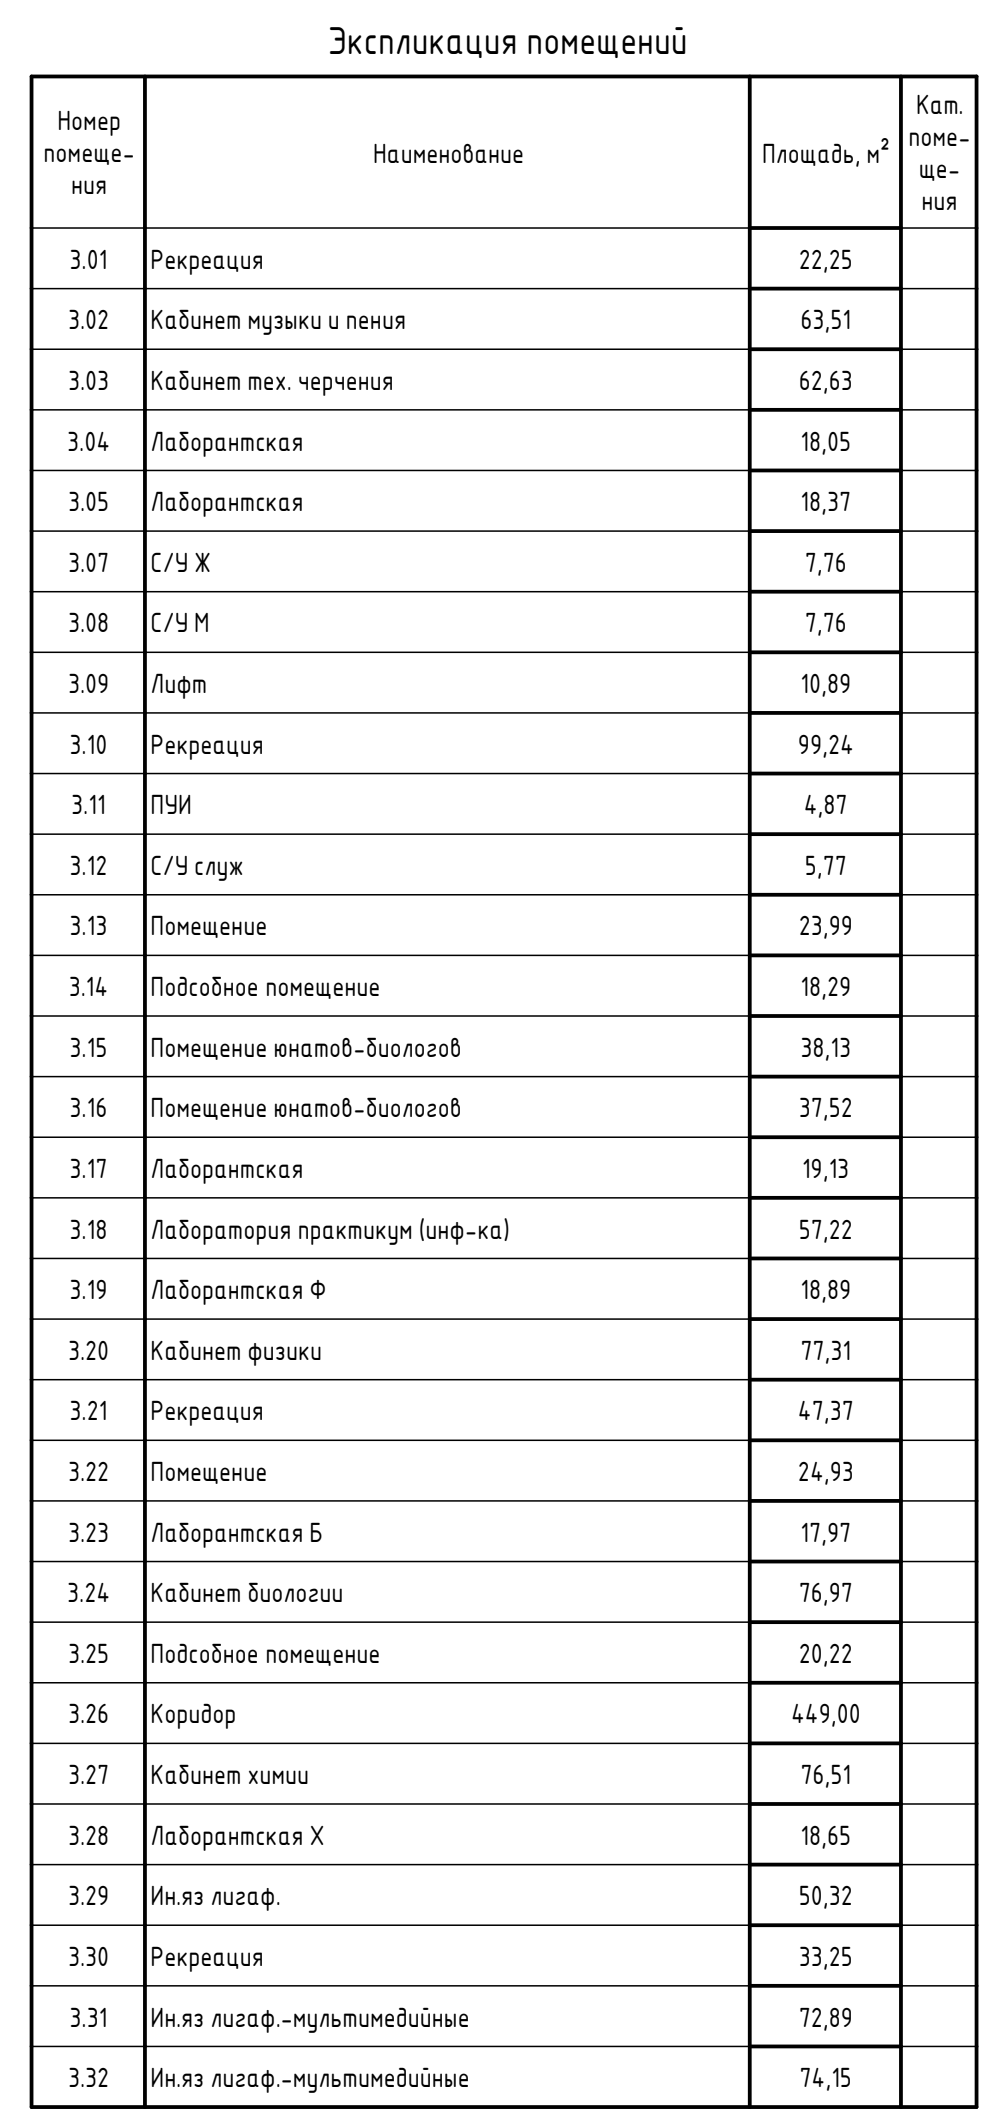 Экспликация помещений
Номер помеще- ния Наименование Площадь, м² Кат. поме- ще- ния
3.01 Рекреация 22,25
3.02 Кабинет музыки и пения 63,51
3.03 Кабинет тех. черчения 62,63
3.04 Лаборантская 18,05
3.05 Лаборантская 18,37
3.07 С/У Ж 7,76
3.08 С/У М 7,76
3.09 Лифт 10,89
3.10 Рекреация 99,24
3.11 ПУИ 4,87
3.12 С/У служ 5,77
3.13 Помещение 23,99
3.14 Подсобное помещение 18,29
3.15 Помещение юнатов-биологов 38,13
3.16 Помещение юнатов-биологов 37,52
3.17 Лаборантская 19,13
3.18 Лаборатория практикум (инф-ка) 57,22
3.19 Лаборантская Ф 18,89
3.20 Кабинет физики 77,31
3.21 Рекреация 47,37
3.22 Помещение 24,93
3.23 Лаборантская Б 17,97
3.24 Кабинет биологии 76,97
3.25 Подсобное помещение 20,22
3.26 Коридор 449,00
3.27 Кабинет химии 76,51
3.28 Лаборантская Х 18,65
3.29 Ин.яз лигаф. 50,32
3.30 Рекреация 33,25
3.31 Ин.яз лигаф.-мультимедийные 72,89
3.32 Ин.яз лигаф.-мультимедийные 74,15